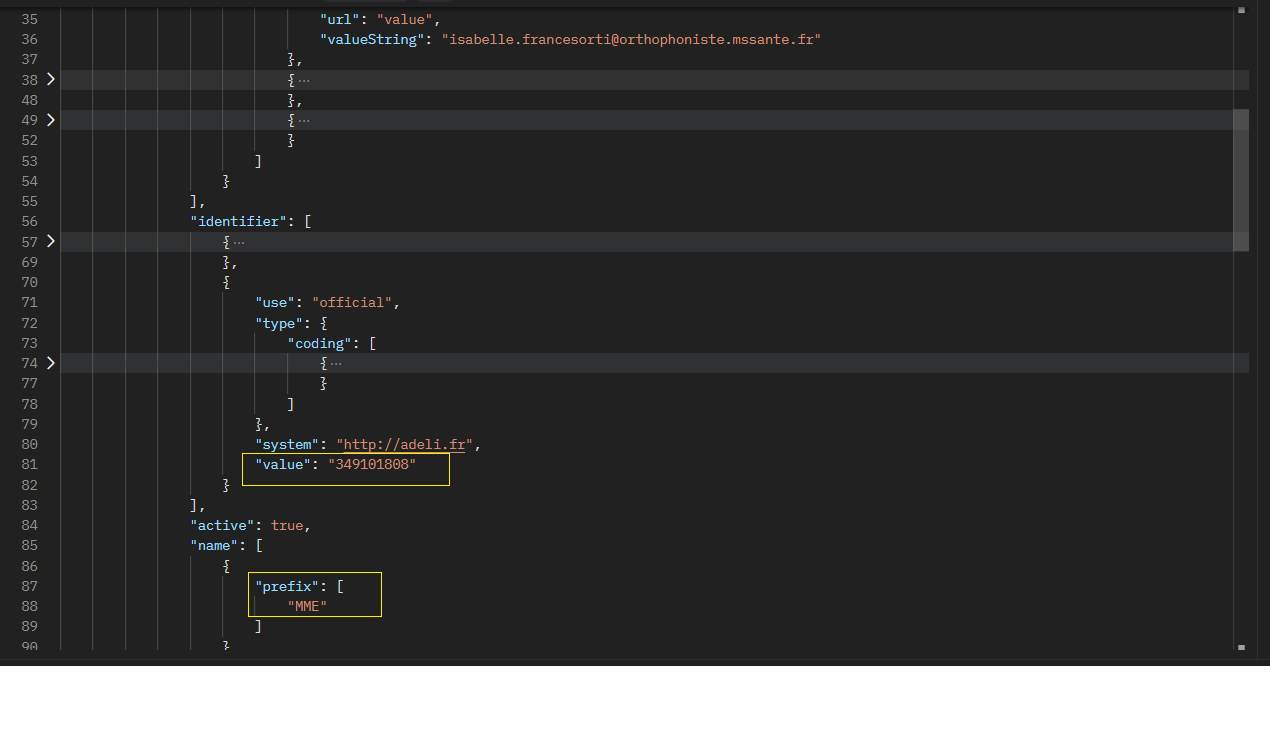 35 "url": "value",
36 "valueString": "isabelle.francesorti@orthophoniste.mssante.fr"
37 },
38 {···
48 },
49 {···
52 }
53 ]
54 }
55 ],
56 "identifier": [
57 {···
69 },
70 {
71 "use": "official",
72 "type": {
73 "coding": [
74 {···
77 }
78 ]
79 },
80 "system": "http://adeli.fr",
81 "value": "349101808"
82 }
83 ],
84 "active": true,
85 "name": [
86 {
87 "prefix": [
88 "MME"
89 ]
90 }